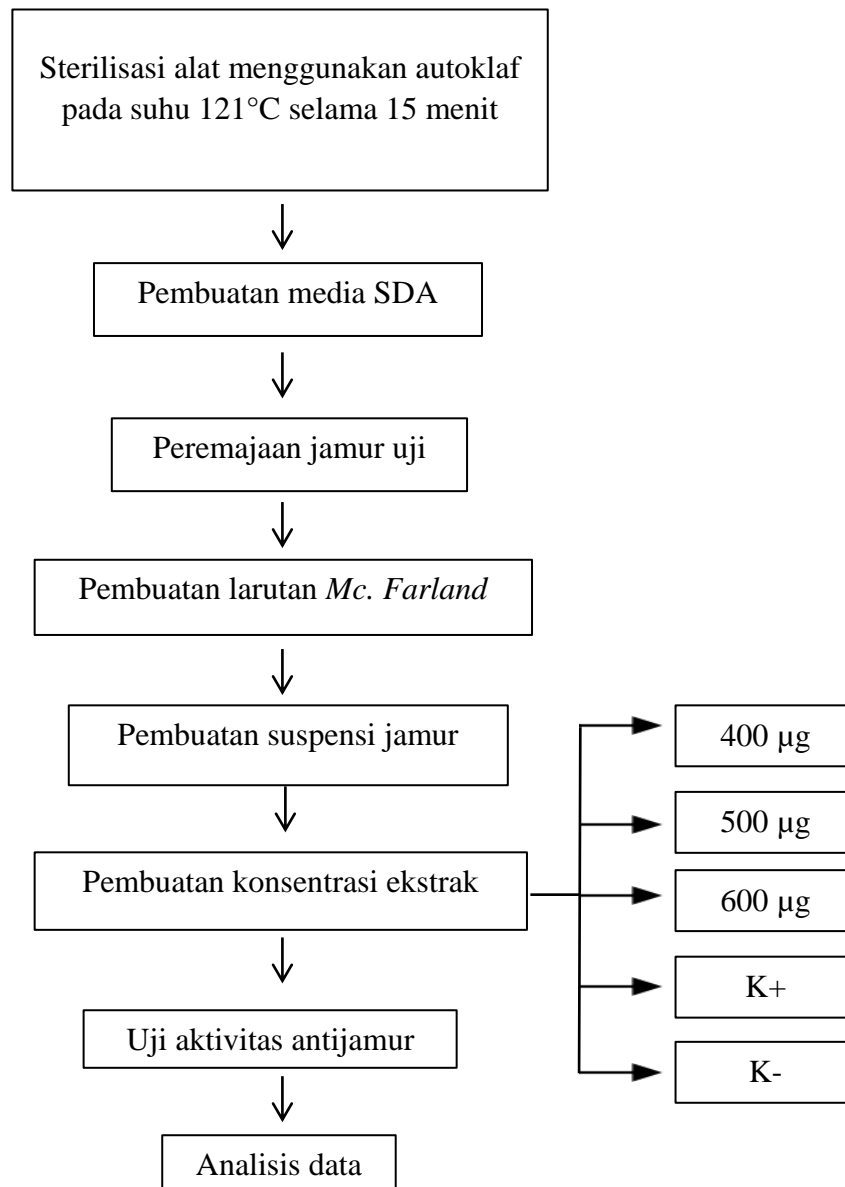 Sterilisasi alat menggunakan autoklaf
pada suhu 121°C selama 15 menit
Pembuatan media SDA
Peremajaan jamur uji
Pembuatan larutan Mc. Farland
Pembuatan suspensi jamur
Pembuatan konsentrasi ekstrak
400 µg
500 µg
600 µg
K+
K-
Uji aktivitas antijamur
Analisis data